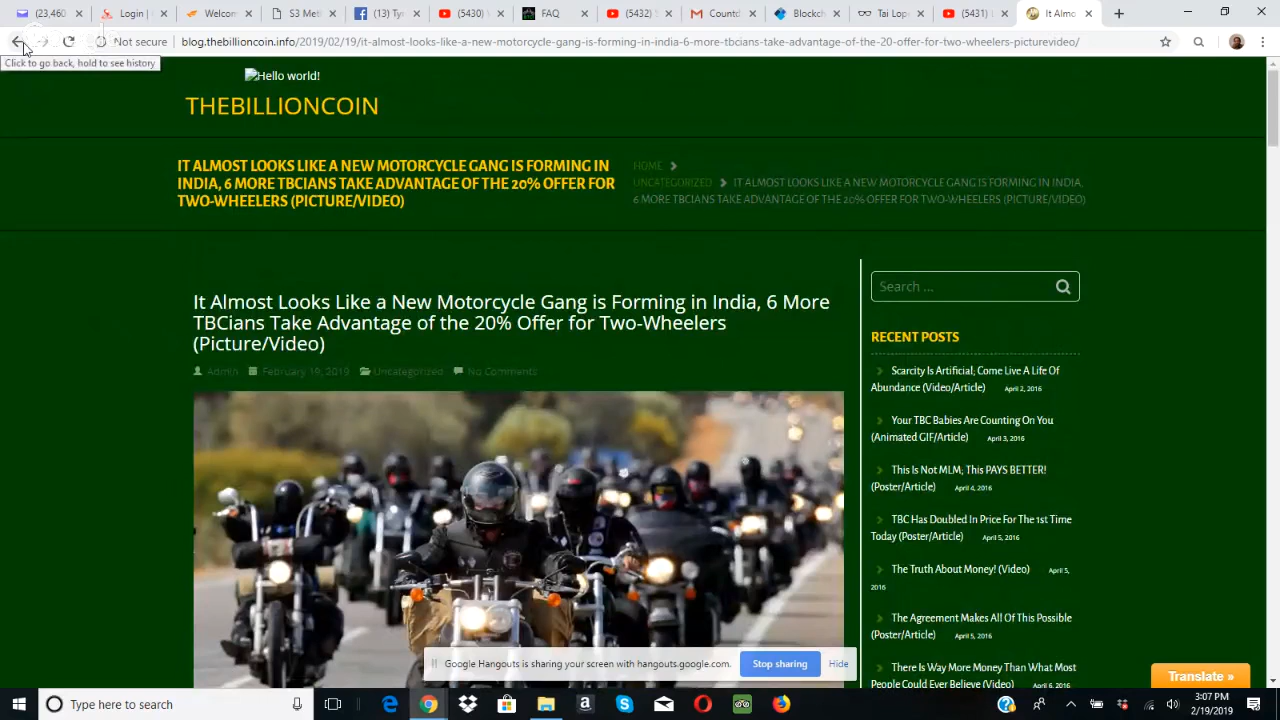 (23,460
Login |
Welcom
S3 Met
(13) Ty
(5430)
FAQ
(5432) S
M Countd
Blockch
Tai Lop
(5431) L
It Almo
Not secure
blog.thebillioncoin.info/2019/02/19/it-almost-looks-like-a-new-motorcycle-gang-is-forming-in-india-6-more-tbcians-take-advantage-of-the-20-offer-for-two-wheelers-picturevideo/
Click to go back, hold to see history
Hello world!
THEBILLIONCOIN
IT ALMOST LOOKS LIKE A NEW MOTORCYCLE GANG IS FORMING IN
INDIA, 6 MORE TBCIANS TAKE ADVANTAGE OF THE 20% OFFER FOR
TWO-WHEELERS (PICTURE/VIDEO)
HOME
UNCATEGORIZED IT ALMOST LOOKS LIKE A NEW MOTORCYCLE GANG IS FORMING IN INDIA,
6 MORE TBCIANS TAKE ADVANTAGE OF THE 20% OFFER FOR TWO-WHEELERS (PICTURE/VIDEO)
It Almost Looks Like a New Motorcycle Gang is Forming in India, 6 More
TBCians Take Advantage of the 20% Offer for Two-Wheelers
(Picture/Video)
Admin February 19, 2019 Uncategorized No Comments
Search ...
RECENT POSTS
Scarcity Is Artificial; Come Live A Life Of
Abundance (Video/Article) April 2, 2016
Your TBC Babies Are Counting On You
(Animated GIF/Article) April 3, 2016
This Is Not MLM; This PAYS BETTER!
(Poster/Article) April 4, 2016
TBC Has Doubled In Price For The 1st Time
Today (Poster/Article) April 5, 2016
The Truth About Money! (Video) April 5,
2016
The Agreement Makes All Of This Possible
(Poster/Article) April 5, 2016
There Is Way More Money Than What Most
People Could Ever Believe (Video) April 6, 2016
Google Hangouts is sharing your screen with hangouts.google.com.
Stop sharing
Hide
Translate »
Type here to search
3:07 PM
2/19/2019